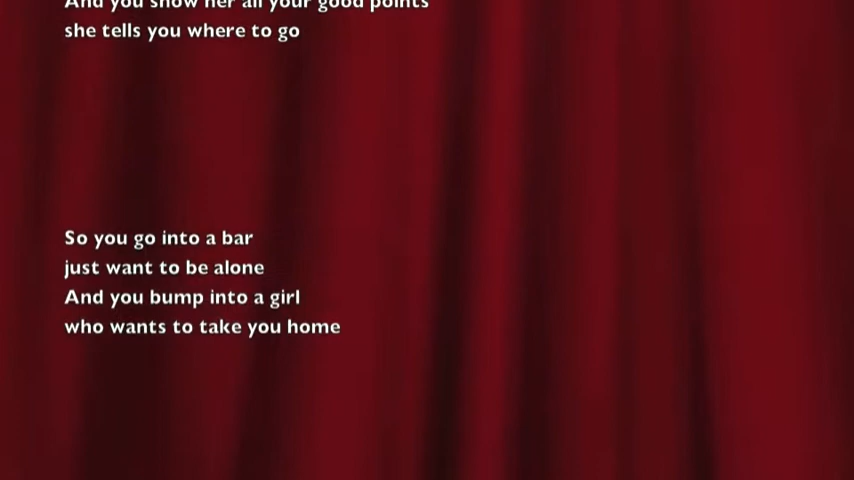 And you show her all your good points
she tells you where to go
So you go into a bar
just want to be alone
And you bump into a girl
who wants to take you home